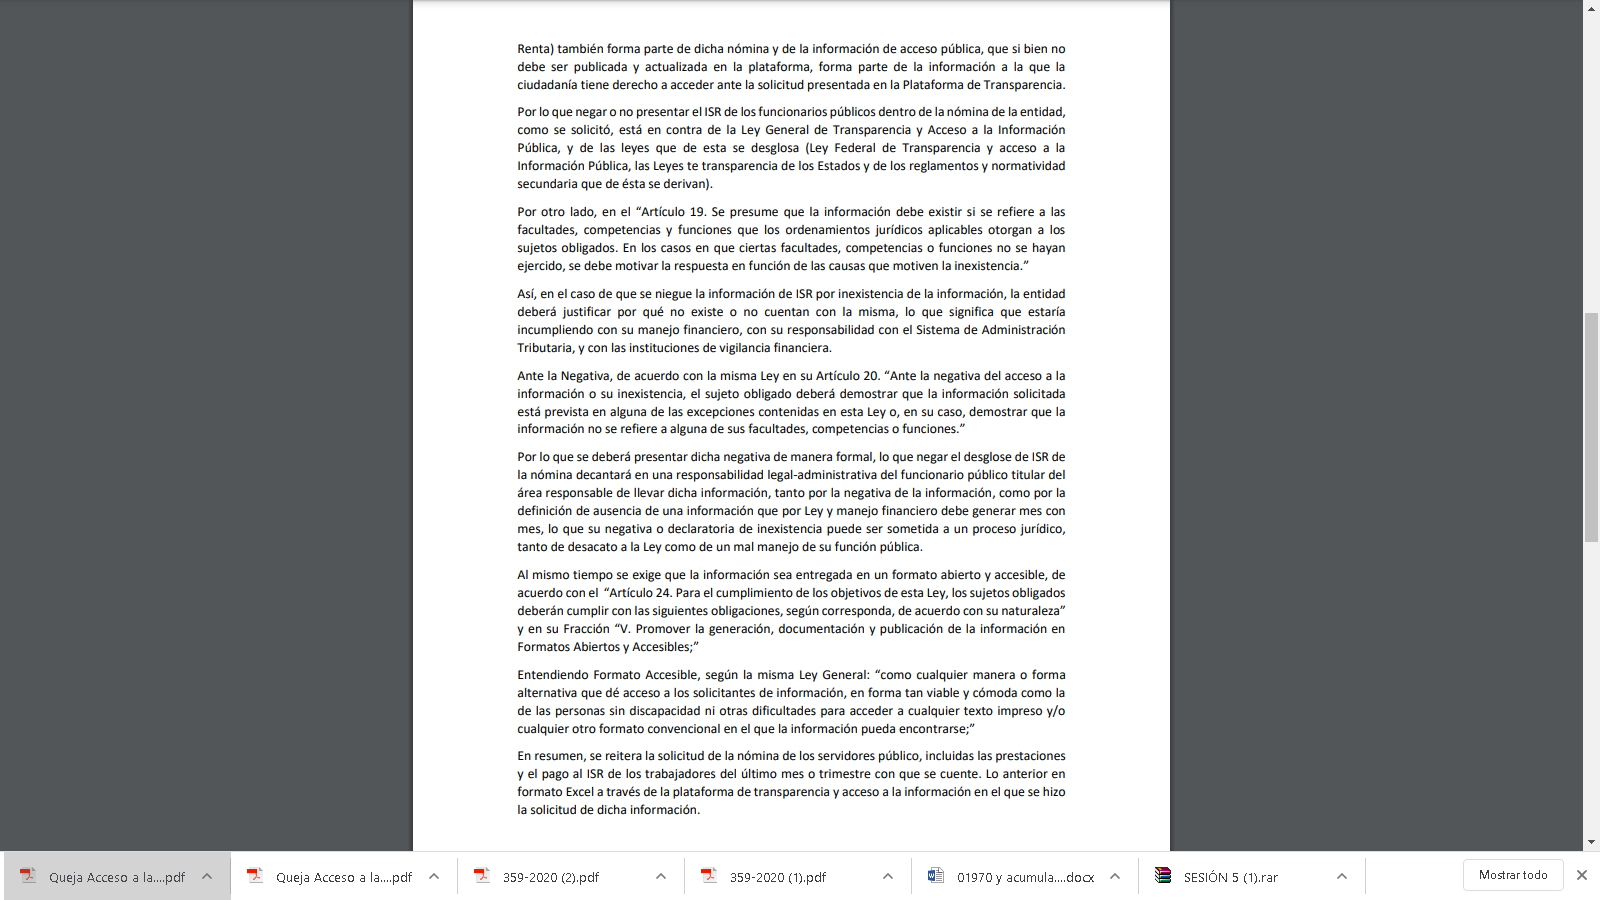 Renta) también forma parte de dicha nómina y de la información de acceso pública, que si bien no
debe ser publicada y actualizada en la plataforma, forma parte de la información a la que la
ciudadanía tiene derecho a acceder ante la solicitud presentada en la Plataforma de Transparencia.
Por lo que negar o no presentar el ISR de los funcionarios públicos dentro de la nómina de la entidad,
como se solicitó, está en contra de la Ley General de Transparencia y Acceso a la Información
Pública, y de las leyes que de esta se desglosa (Ley Federal de Transparencia y acceso a la
Información Pública, las Leyes te transparencia de los Estados y de los reglamentos y normatividad
secundaria que de ésta se derivan).
Por otro lado, en el “Artículo 19. Se presume que la información debe existir si se refiere a las
facultades, competencias y funciones que los ordenamientos jurídicos aplicables otorgan a los
sujetos obligados. En los casos en que ciertas facultades, competencias o funciones no se hayan
ejercido, se debe motivar la respuesta en función de las causas que motiven la inexistencia.”
Así, en el caso de que se niegue la información de ISR por inexistencia de la información, la entidad
deberá justificar por qué no existe o no cuentan con la misma, lo que significa que estaría
incumpliendo con su manejo financiero, con su responsabilidad con el Sistema de Administración
Tributaria, y con las instituciones de vigilancia financiera.
Ante la Negativa, de acuerdo con la misma Ley en su Artículo 20. “Ante la negativa del acceso a la
información o su inexistencia, el sujeto obligado deberá demostrar que la información solicitada
está prevista en alguna de las excepciones contenidas en esta Ley o, en su caso, demostrar que la
información no se refiere a alguna de sus facultades, competencias o funciones.”
Por lo que se deberá presentar dicha negativa de manera formal, lo que negar el desglose de ISR de
la nómina decantará en una responsabilidad legal-administrativa del funcionario público titular del
área responsable de llevar dicha información, tanto por la negativa de la información, como por la
definición de ausencia de una información que por Ley y manejo financiero debe generar mes con
mes, lo que su negativa o declaratoria de inexistencia puede ser sometida a un proceso jurídico,
tanto de desacato a la Ley como de un mal manejo de su función pública.
Al mismo tiempo se exige que la información sea entregada en un formato abierto y accesible, de
acuerdo con el “Artículo 24. Para el cumplimiento de los objetivos de esta Ley, los sujetos obligados
deberán cumplir con las siguientes obligaciones, según corresponda, de acuerdo con su naturaleza”
y en su Fracción “V. Promover la generación, documentación y publicación de la información en
Formatos Abiertos y Accesibles;”
Entendiendo Formato Accesible, según la misma Ley General: “como cualquier manera o forma
alternativa que dé acceso a los solicitantes de información, en forma tan viable y cómoda como la
de las personas sin discapacidad ni otras dificultades para acceder a cualquier texto impreso y/o
cualquier otro formato convencional en el que la información pueda encontrarse;”
En resumen, se reitera la solicitud de la nómina de los servidores público, incluidas las prestaciones
y el pago al ISR de los trabajadores del último mes o trimestre con que se cuente. Lo anterior en
formato Excel a través de la plataforma de transparencia y acceso a la información en el que se hizo
la solicitud de dicha información.
Queja Acceso a la....pdf
Queja Acceso a la....pdf
359-2020 (2).pdf
359-2020 (1).pdf
01970 y acumula....docx
SESIÓN 5 (1).rar
Mostrar todo